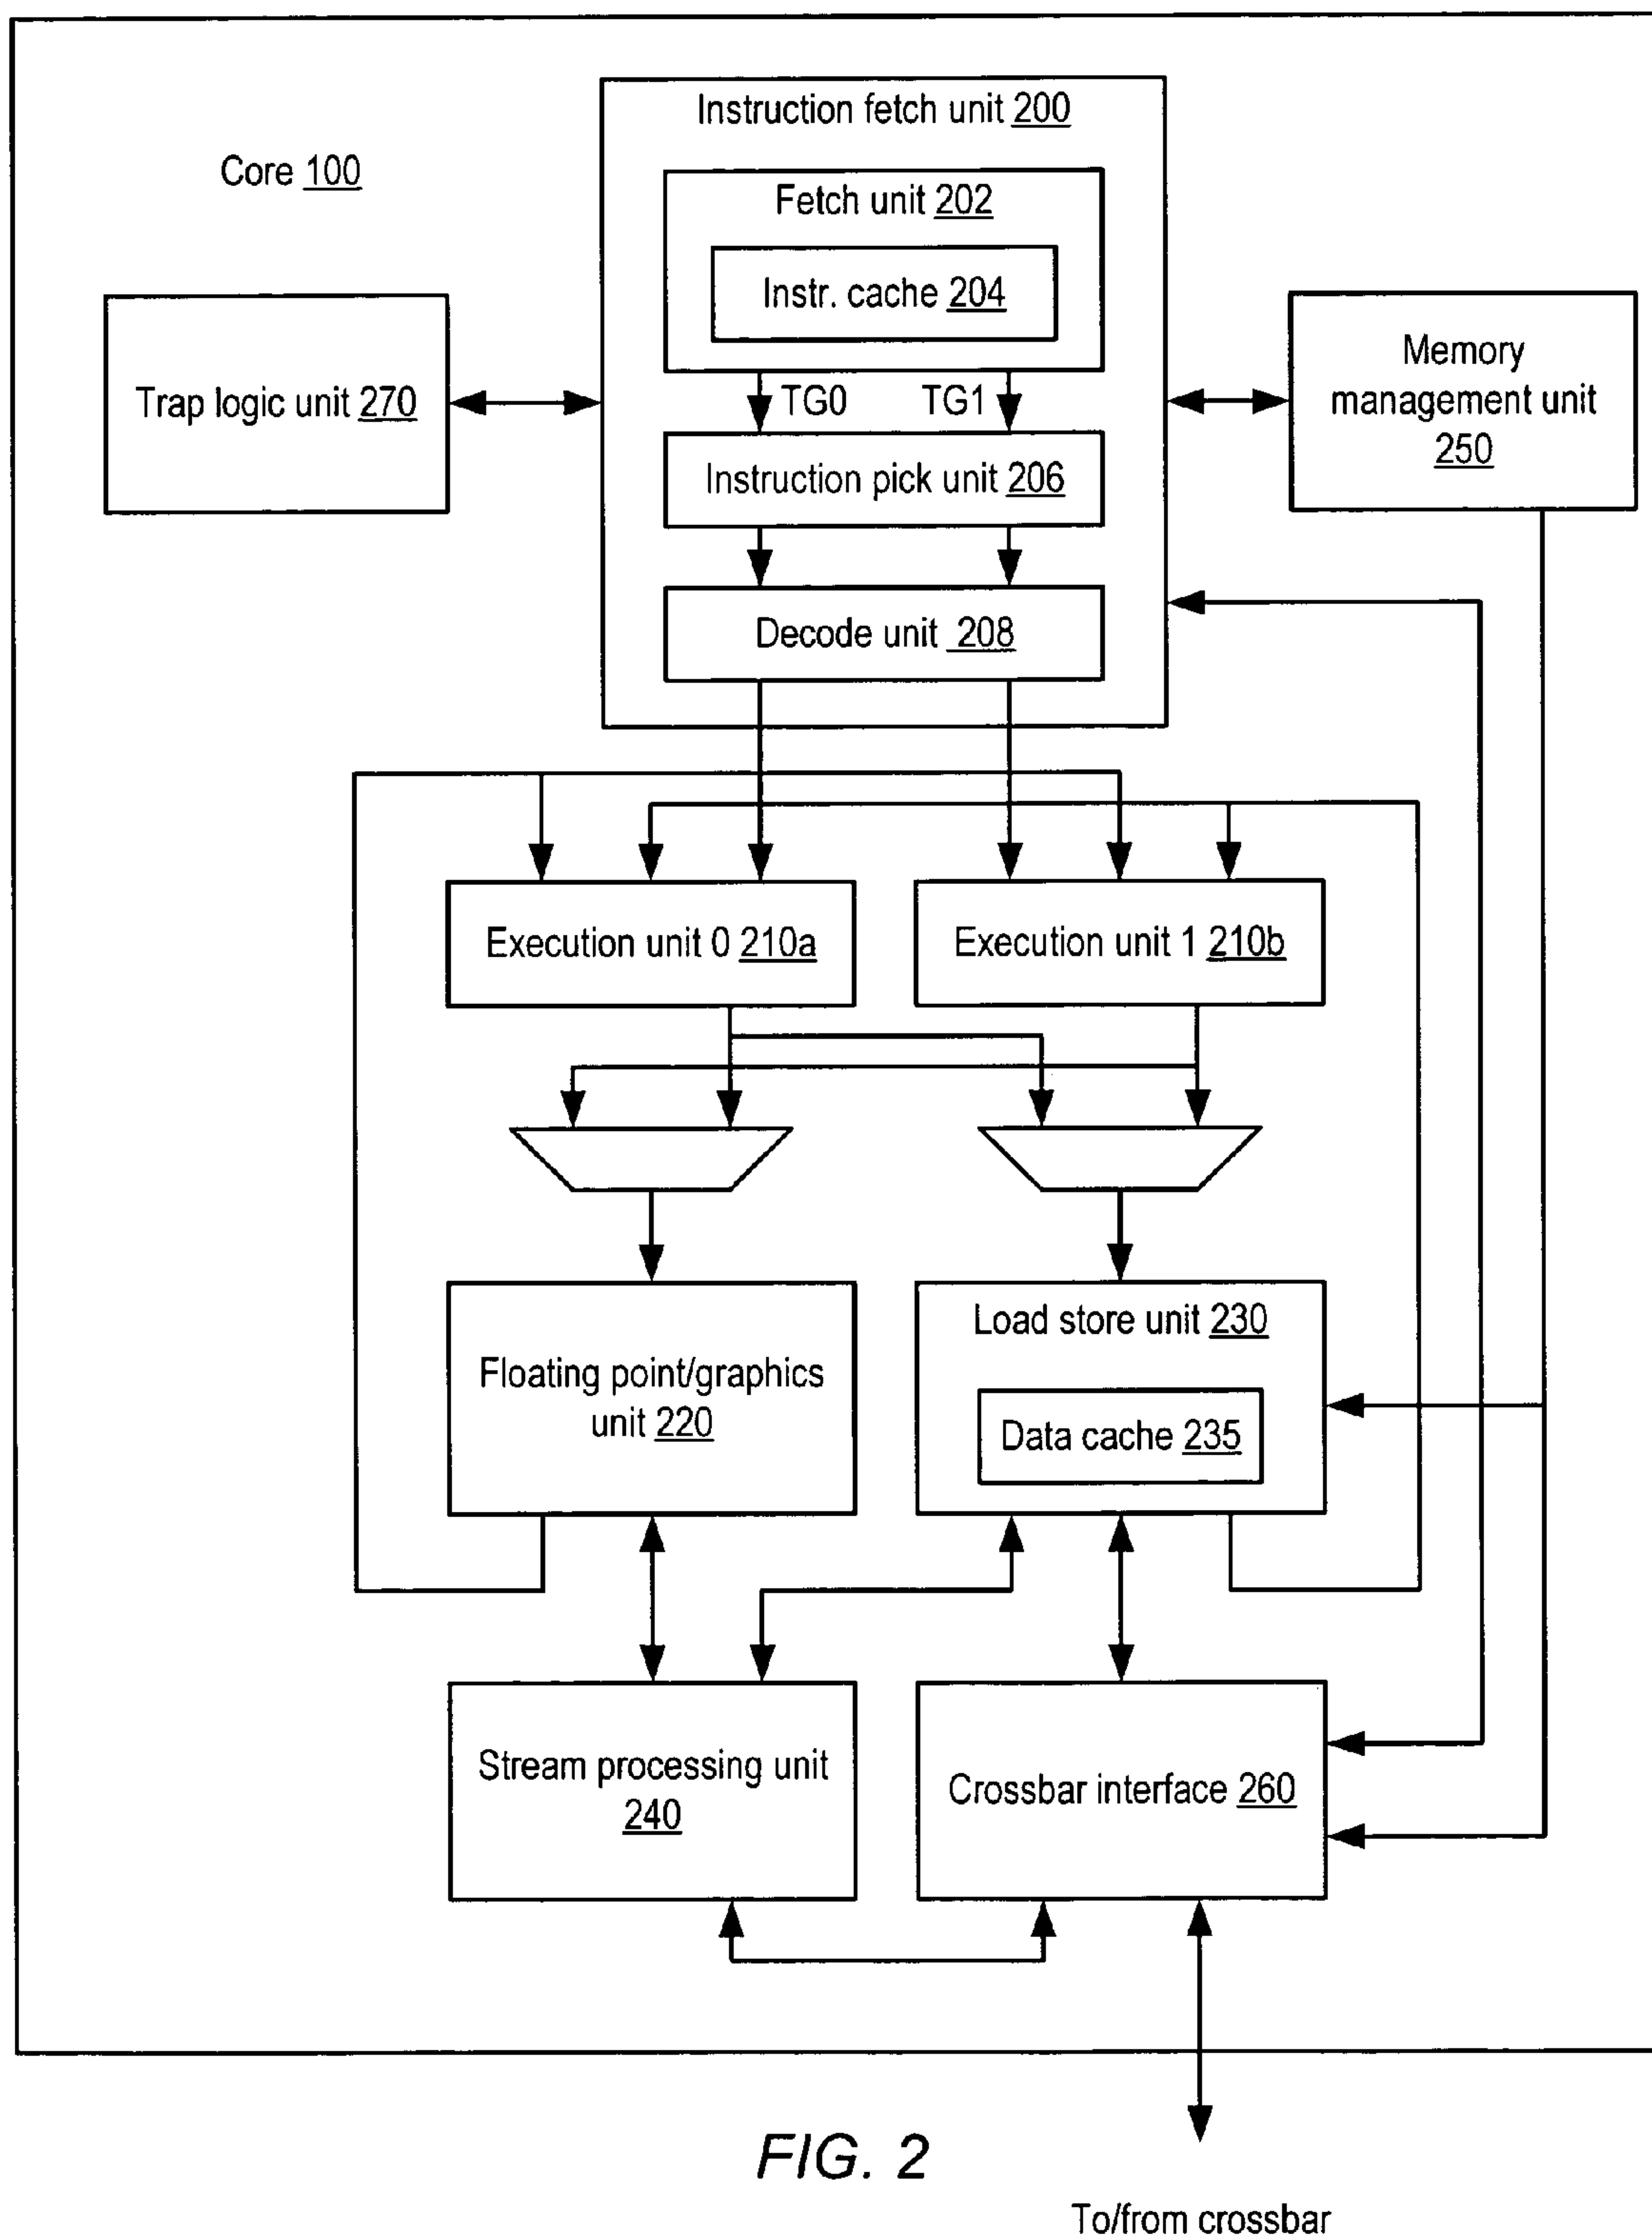 Instruction fetch unit 200
Core 100
Fetch unit 202
Instr. cache 204
Trap logic unit 270
Memory
management unit
250
TG0
TG1
Instruction pick unit 206
Decode unit 208
Execution unit 0 210a
Execution unit 1 210b
Floating point/graphics
unit 220
Load store unit 230
Data cache 235
Stream processing unit
240
Crossbar interface 260
FIG. 2
To/from crossbar